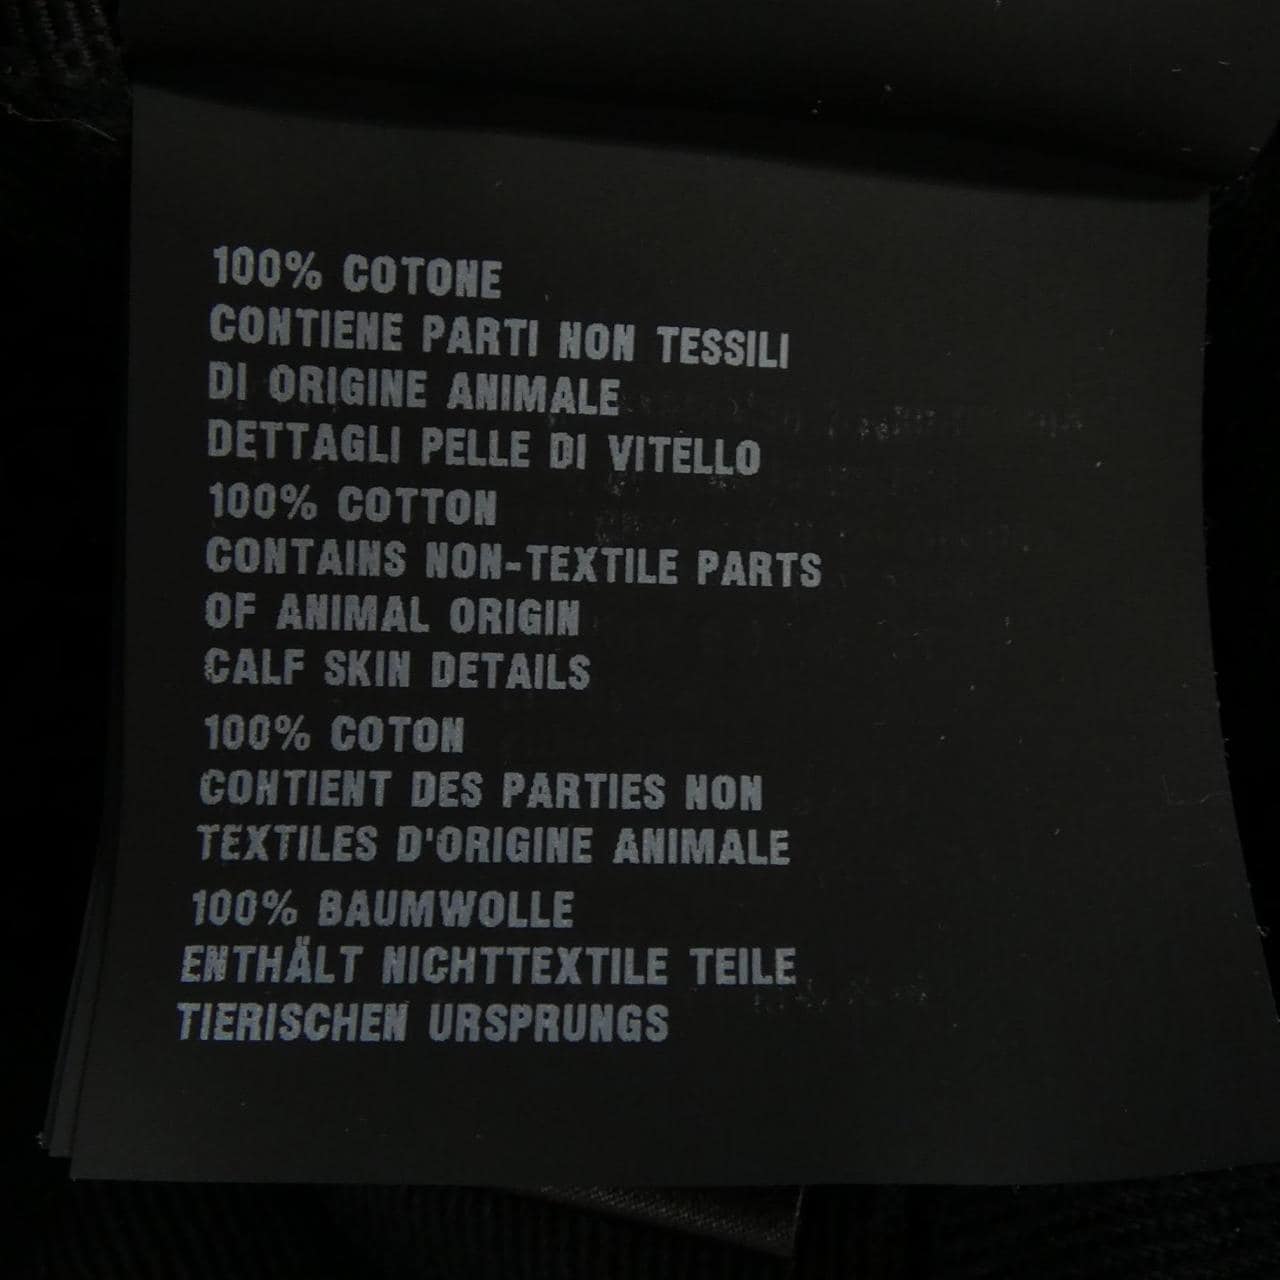 100% COTONE
CONTIENE PARTI NON TESSILI
DI ORIGINE ANIMALE
DETTAGLI PELLE DI VITELLO
100% COTTON
CONTAINS NON-TEXTILE PARTS
OF ANIMAL ORIGIN
CALF SKIN DETAILS
100% COTON
CONTIENT DES PARTIES NON
TEXTILES D'ORIGINE ANIMALE
100% BAUMWOLLE
ENTHÄLT NICHTTEXTILE TEILE
TIERISCHEN URSPRUNGS